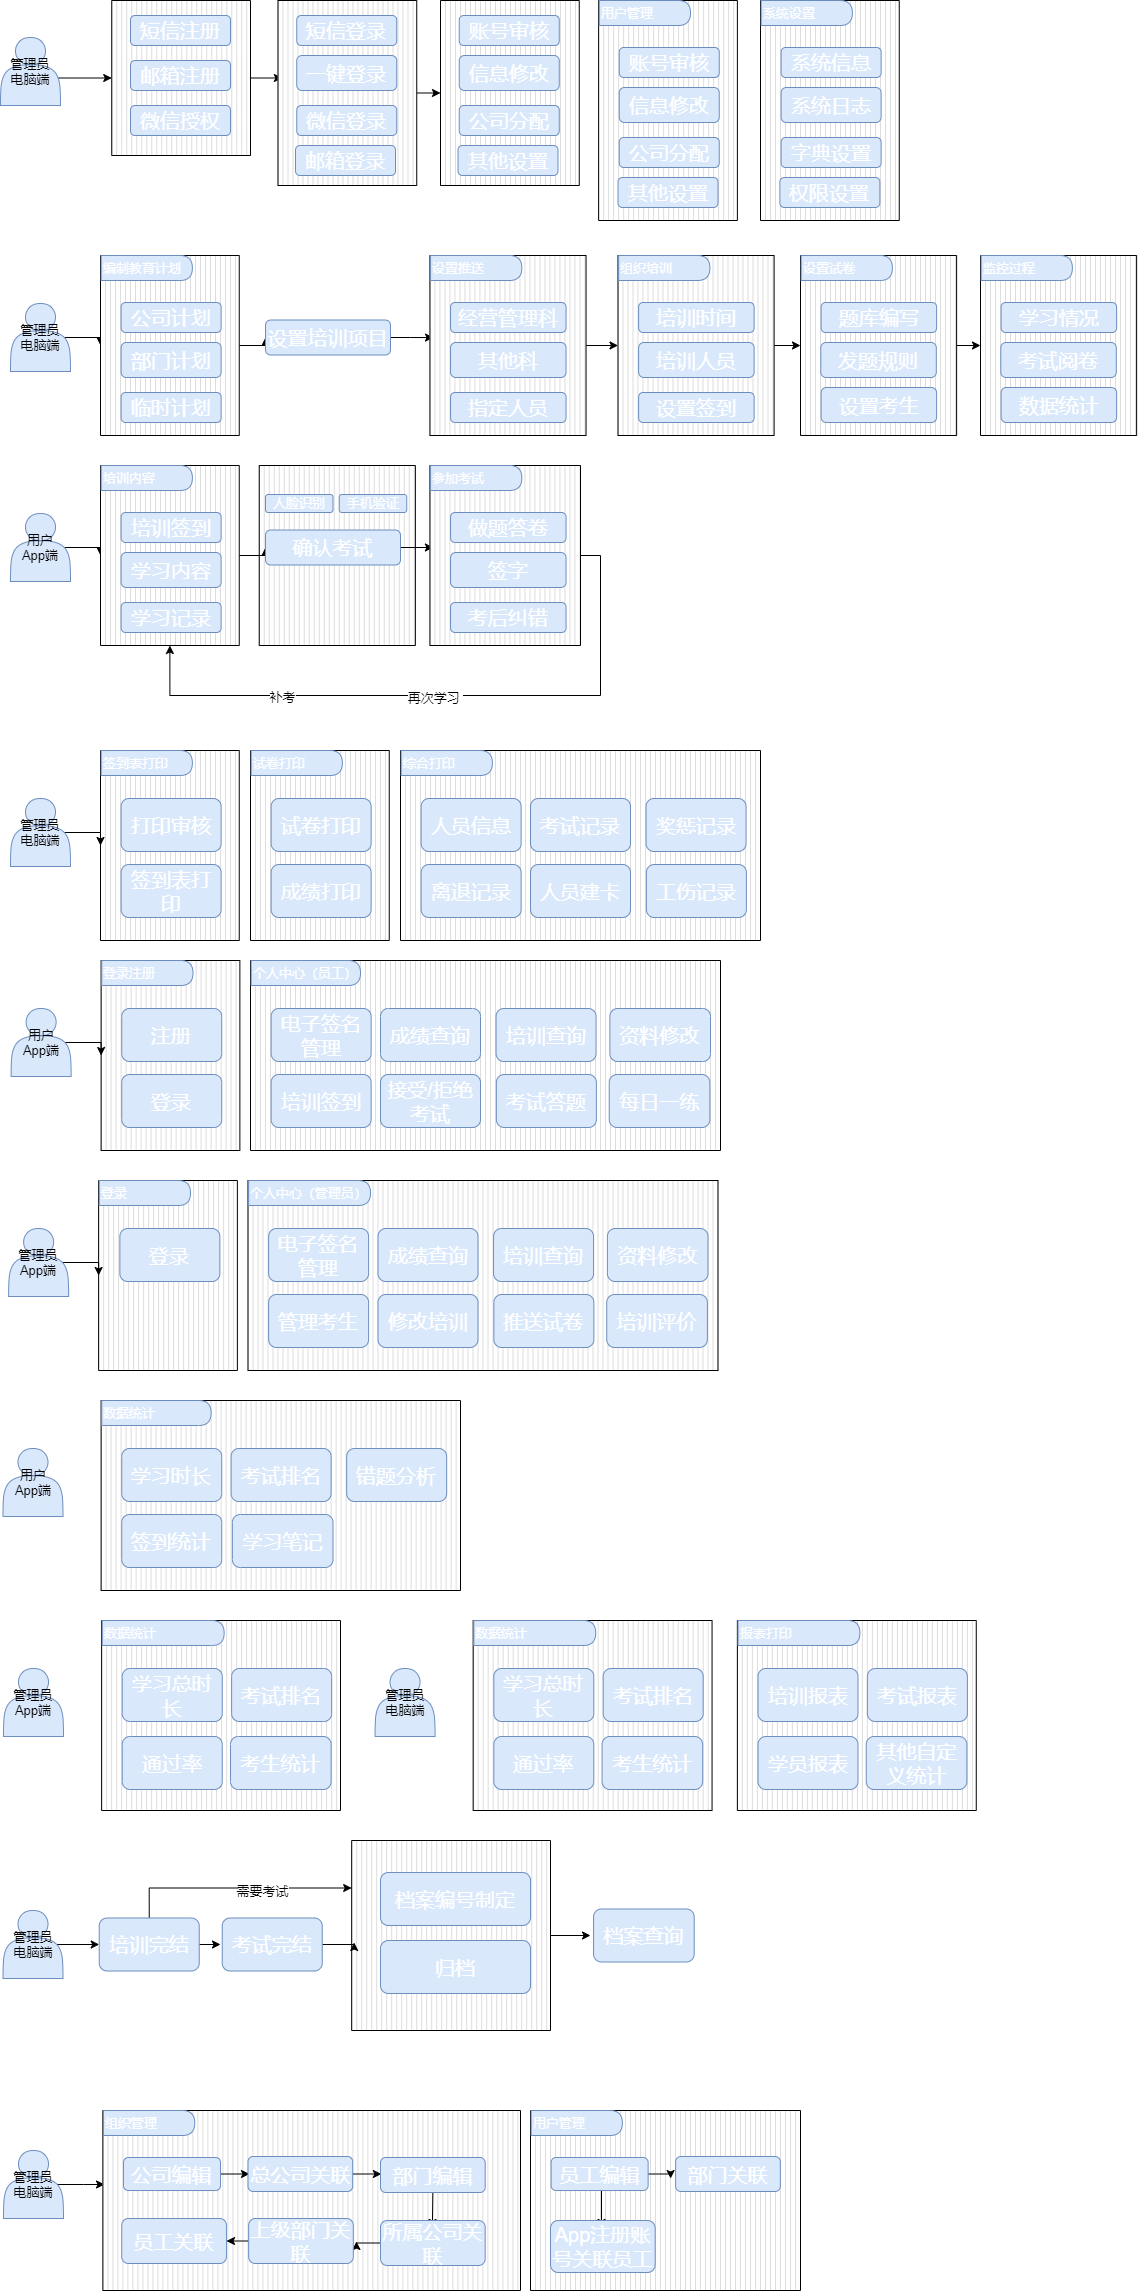 管理员
电脑端
短信注册
邮箱注册
微信授权
短信登录
一键登录
微信登录
邮箱登录
账号审核
信息修改
公司分配
其他设置
用户管理
账号审核
信息修改
公司分配
其他设置
系统设置
系统信息
系统日志
字典设置
权限设置
管理员
电脑端
编制教育计划
公司计划
部门计划
临时计划
设置培训项目
设置推送
经营管理科
其他科
指定人员
组织培训
培训时间
培训人员
设置签到
设置试卷
题库编写
发题规则
设置考生
监控过程
学习情况
考试阅卷
数据统计
用户
App端
培训内容
培训签到
学习内容
学习记录
人脸识别
手机验证
确认考试
参加考试
做题答卷
签字
考后纠错
补考
再次学习
管理员
电脑端
签到表打印
打印审核
签到表打
印
试卷打印
试卷打印
成绩打印
综合打印
人员信息
考试记录
奖惩记录
离退记录
人员建卡
工伤记录
用户
App端
登录注册
注册
登录
个人中心（员工）
电子签名
管理
成绩查询
培训查询
资料修改
培训签到
接受/拒绝
考试
考试答题
每日一练
管理员
App端
登录
登录
个人中心（管理员）
电子签名
管理
成绩查询
培训查询
资料修改
管理考生
修改培训
推送试卷
培训评价
用户
App端
数据统计
学习时长
考试排名
错题分析
签到统计
学习笔记
管理员
App端
数据统计
学习总时
长
考试排名
通过率
考生统计
管理员
电脑端
数据统计
学习总时
长
考试排名
通过率
考生统计
报表打印
培训报表
考试报表
学员报表
其他自定
义统计
管理员
电脑端
培训完结
需要考试
考试完结
档案编号制定
归档
档案查询
管理员
电脑端
组织管理
公司编辑
总公司关联
部门编辑
员工关联
上级部门关
联
所属公司关
联
用户管理
员工编辑
部门关联
App注册账
号关联员工